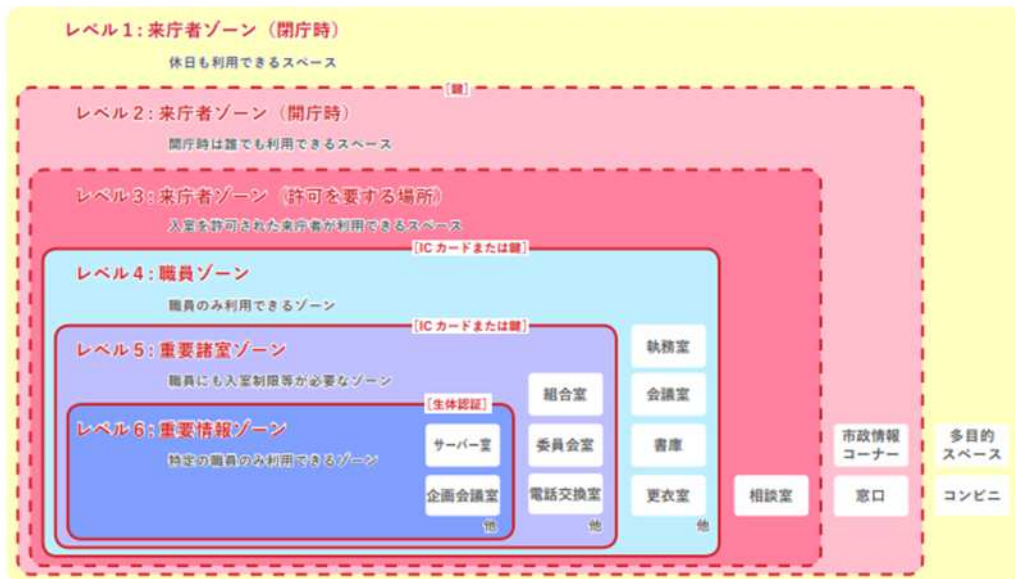 レベル1:来庁者ゾーン（閉庁時）
休日も利用できるスペース
[鍵]
レベル2:来庁者ゾーン（開庁時）
開庁時は誰でも利用できるスペース
レベル3:来庁者ゾーン（許可を要する場所）
入室を許可された来庁者が利用できるスペース
[ICカードまたは鍵]
レベル4:職員ゾーン
職員のみ利用できるゾーン
[ICカードまたは鍵]
レベル5:重要諸室ゾーン
職員にも入室制限等が必要なゾーン
[生体認証]
レベル6:重要情報ゾーン
特定の職員のみ利用できるゾーン
サーバー室
企画会議室
他
組合室
委員会室
電話交換室
他
執務室
会議室
書庫
更衣室
他
相談室
市政情報
コーナー
窓口
多目的
スペース
コンビニ